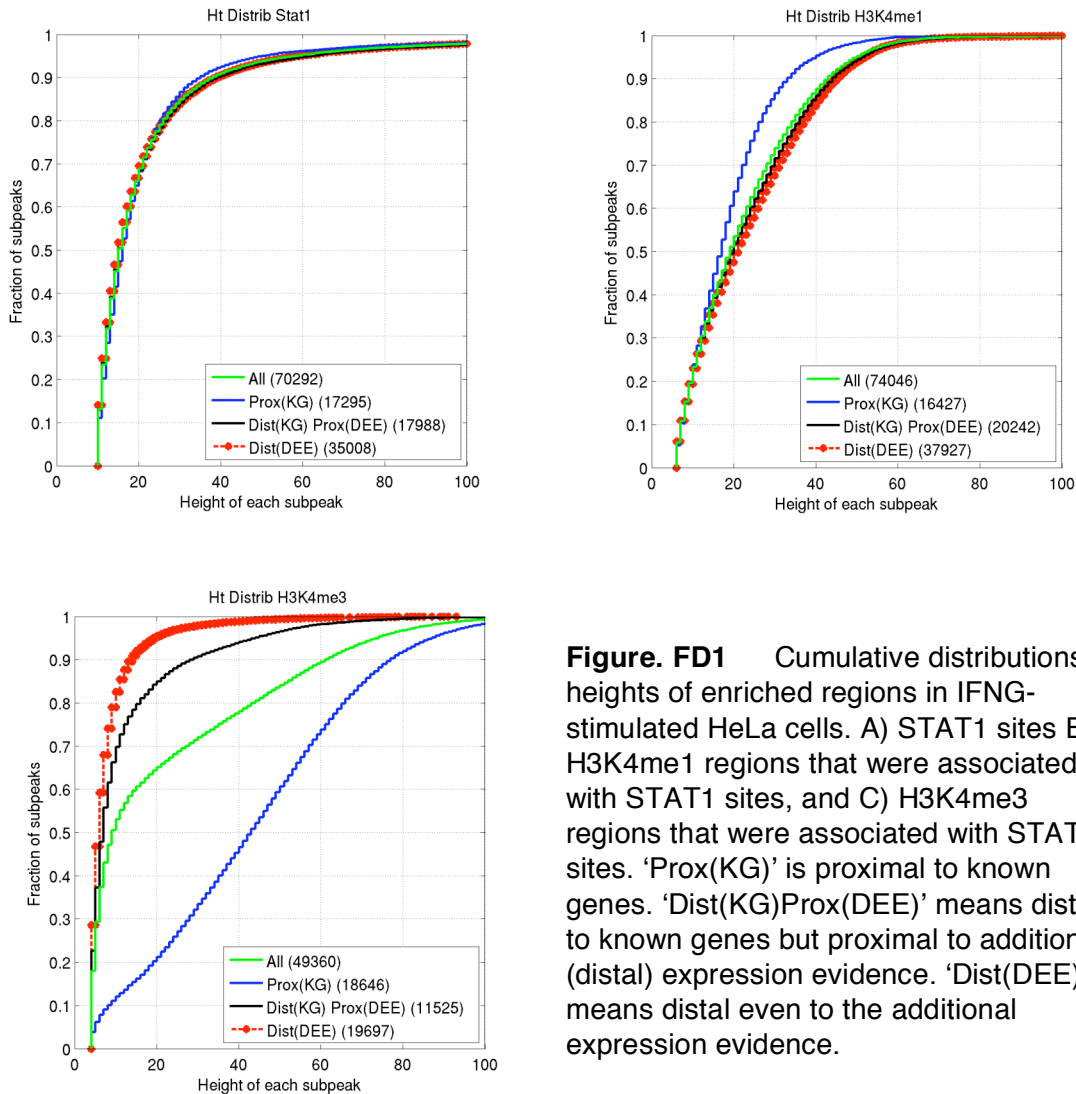 Ht Distrib Stat1
1
0.9
0.8
0.7
0.6
0.5
0.4
0.3
0.2
0.1
0
Fraction of subpeaks
All (70292)
Prox(KG) (17295)
Dist(KG) Prox(DEE) (17988)
Dist(DEE) (35008)
0 20 40 60 80 100
Height of each subpeak
Ht Distrib H3K4me1
1
0.9
0.8
0.7
0.6
0.5
0.4
0.3
0.2
0.1
0
Fraction of subpeaks
All (74046)
Prox(KG) (16427)
Dist(KG) Prox(DEE) (20242)
Dist(DEE) (37927)
0 20 40 60 80 100
Height of each subpeak
Ht Distrib H3K4me3
1
0.9
0.8
0.7
0.6
0.5
0.4
0.3
0.2
0.1
0
Fraction of subpeaks
All (49360)
Prox(KG) (18646)
Dist(KG) Prox(DEE) (11525)
Dist(DEE) (19697)
0 20 40 60 80 100
Height of each subpeak
Figure. FD1 Cumulative distributions
heights of enriched regions in IFNG-
stimulated HeLa cells. A) STAT1 sites
H3K4me1 regions that were associated
with STAT1 sites, and C) H3K4me3
regions that were associated with STAT
sites. ‘Prox(KG)’ is proximal to known
genes. ‘Dist(KG)Prox(DEE)’ means dist
to known genes but proximal to addition
(distal) expression evidence. ‘Dist(DEE)
means distal even to the additional
expression evidence.